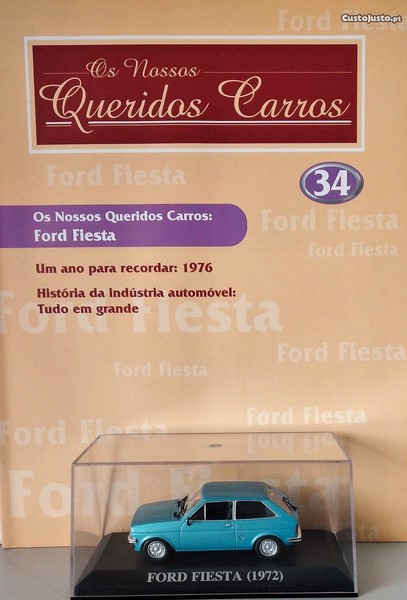 CustoJusto.pt
Ford Fiesta
Os Nossos
Queridos Carros
Ford Fiesta
34
Os Nossos Queridos Carros:
Ford Fiesta
Ford Fiesta
Ford Fiesta
Um ano para recordar: 1976
História da indústria automóvel:
Tudo em grande
Ford Fiesta
Ford Fiesta
Ford Fiesta
Ford Fiesta
Ford Fiesta
Ford Fiesta
FORD FIESTA (1972)